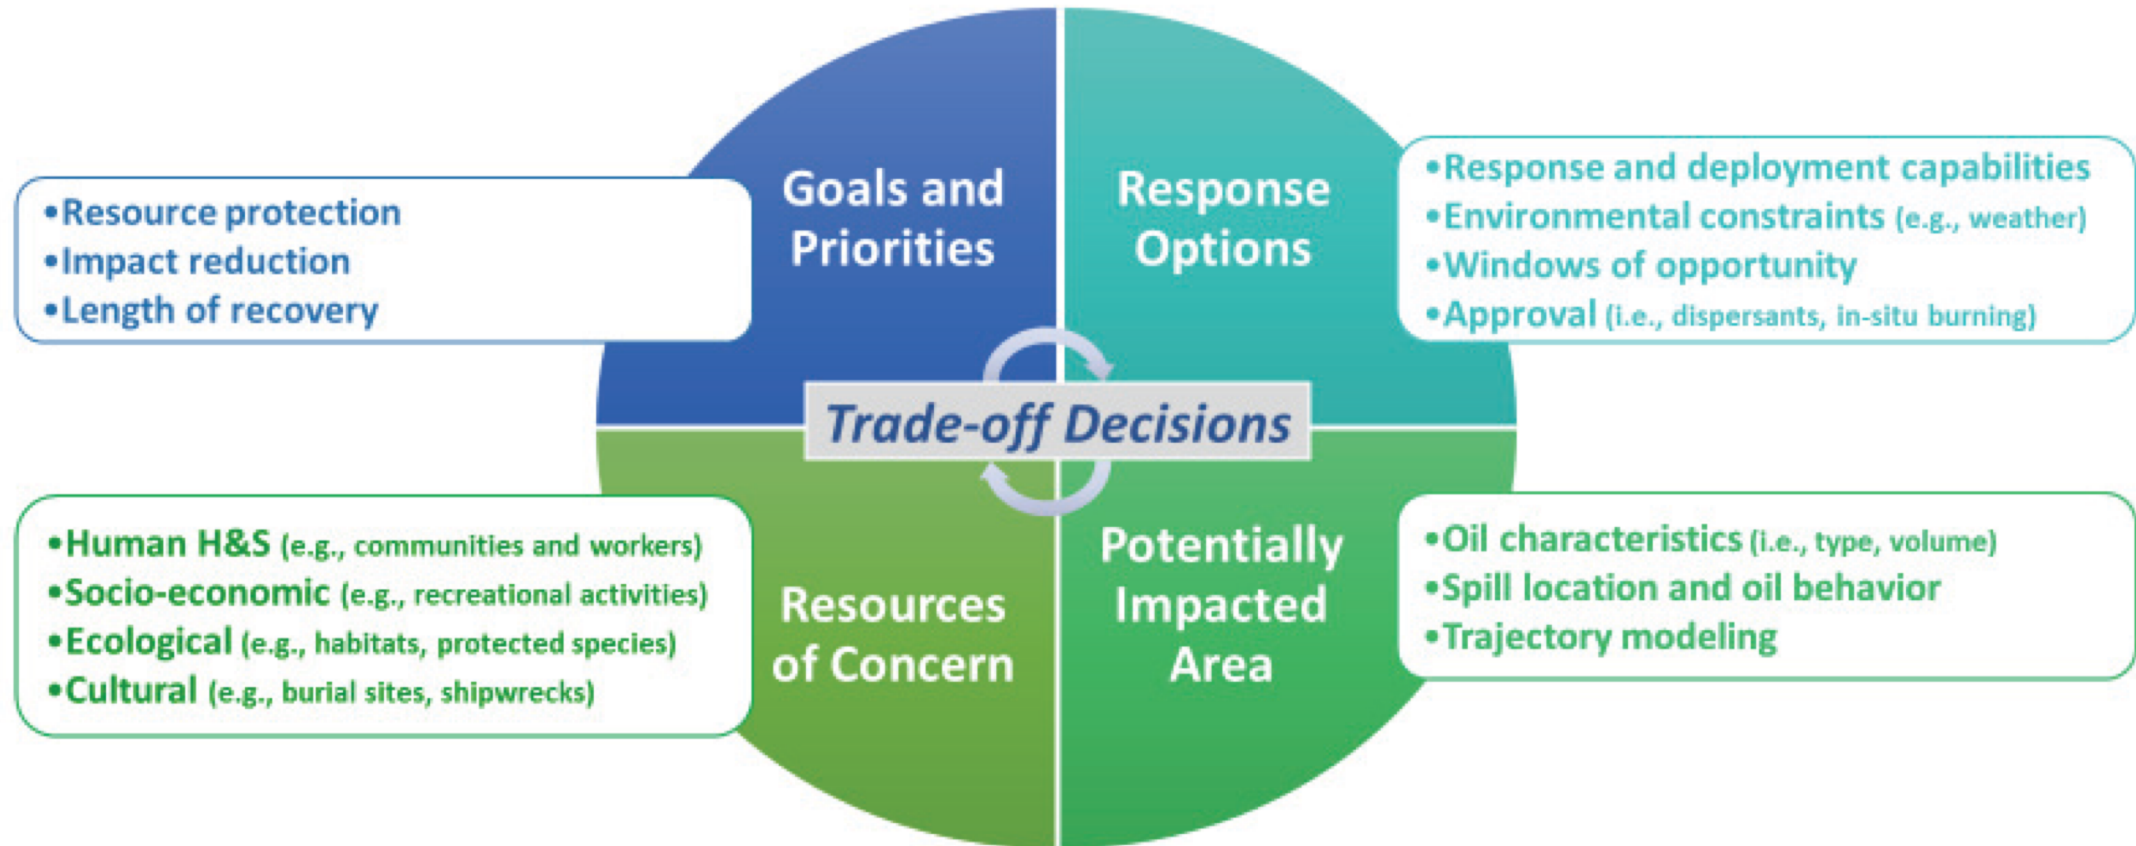 Goals and
Priorities
•Resource protection
•Impact reduction
•Length of recovery
Response
Options
•Response and deployment capabilities
•Environmental constraints (e.g., weather)
•Windows of opportunity
•Approval (i.e., dispersants, in-situ burning)
Trade-off Decisions
Resources
of Concern
•Human H&S (e.g., communities and workers)
•Socio-economic (e.g., recreational activities)
•Ecological (e.g., habitats, protected species)
•Cultural (e.g., burial sites, shipwrecks)
Potentially
Impacted
Area
•Oil characteristics (i.e., type, volume)
•Spill location and oil behavior
•Trajectory modeling